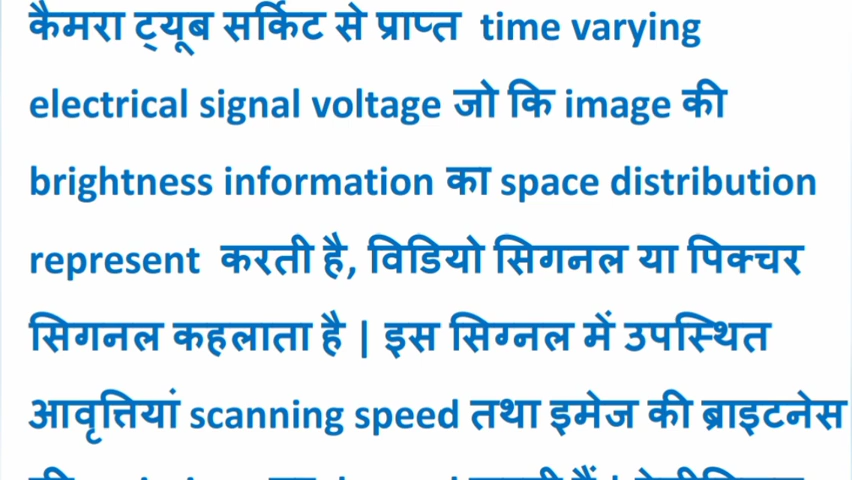 कैमरा ट्यूब सर्किट से प्राप्त time varying
electrical signal voltage जो कि image की
brightness information का space distribution
represent करती है, विडियो सिगनल या पिक्चर
सिगनल कहलाता है | इस सिग्नल में उपस्थित
आवृत्तियां scanning speed तथा इमेज की ब्राइटनेस